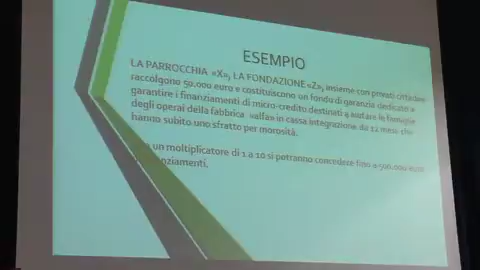 ESEMPIO
LA PARROCCHIA «X», LA FONDAZIONE «Z», insieme con privati cittadini
raccolgono 50.000 euro e costituiscono un fondo di garanzia dedicato a
garantire i finanziamenti di micro-credito destinati a aiutare le famiglie
degli operai della fabbrica «alfa» in cassa integrazione da 12 mesi che
hanno subito uno sfratto per morosità.
un moltiplicatore di 1 a 10 si potranno concedere fino a 500.000 euro